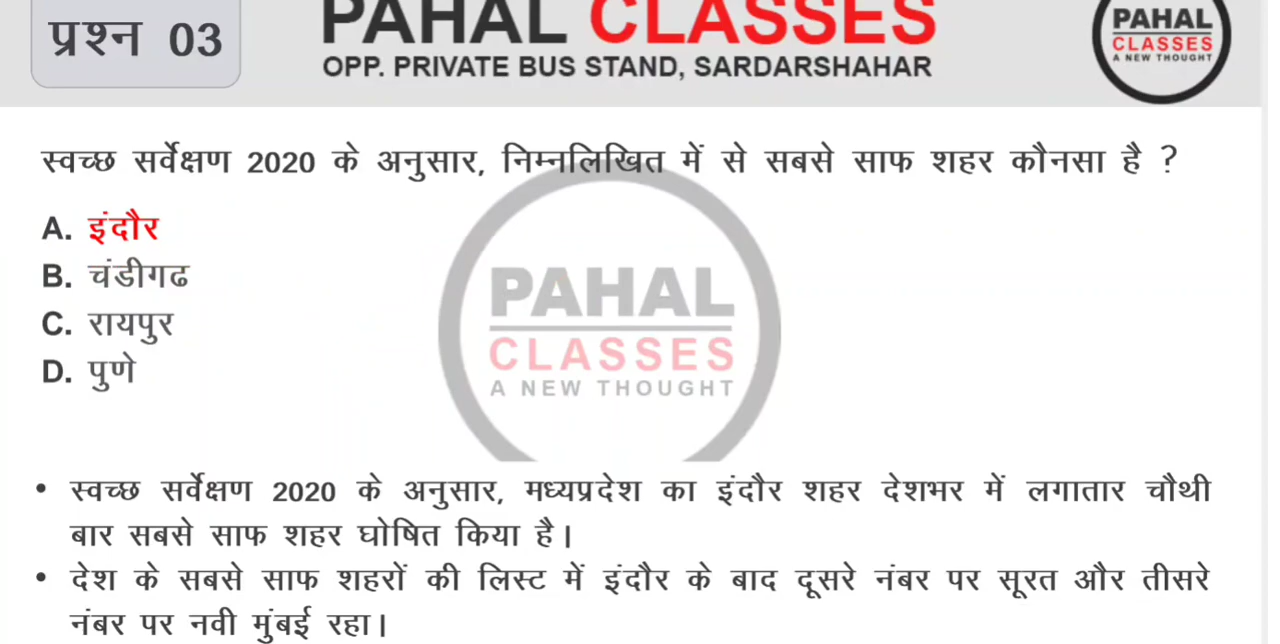 प्रश्न 03
PAHAL CLASSES
OPP. PRIVATE BUS STAND, SARDARSHAHAR
PAHAL
CLASSES
A NEW THOUGHT
स्वच्छ सर्वेक्षण 2020 के अनुसार, निम्नलिखित में से सबसे साफ शहर कौनसा है ?
A. इंदौर
B. चंडीगढ
C. रायपुर
D. पुणे
PAHAL
CLASSES
A NEW THOUGHT
• स्वच्छ सर्वेक्षण 2020 के अनुसार, मध्यप्रदेश का इंदौर शहर देशभर में लगातार चौथी
बार सबसे साफ शहर घोषित किया है।
• देश के सबसे साफ शहरों की लिस्ट में इंदौर के बाद दूसरे नंबर पर सूरत और तीसरे
नंबर पर नवी मुंबई रहा।